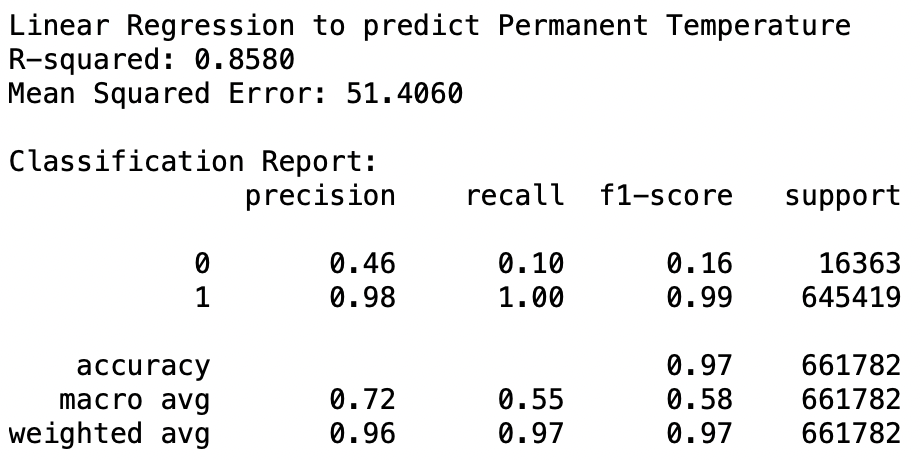 Linear Regression to predict Permanent Temperature
R-squared: 0.8580
Mean Squared Error: 51.4060
Classification Report:
precision recall f1-score support
0 0.46 0.10 0.16 16363
1 0.98 1.00 0.99 645419
accuracy 0.97 661782
macro avg 0.72 0.55 0.58 661782
weighted avg 0.96 0.97 0.97 661782